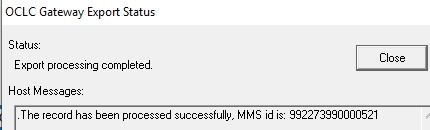 OCLC Gateway Export Status
Status:
Export processing completed.
Close
Host Messages:
.The record has been processed successfully, MMS id is: 992273990000521